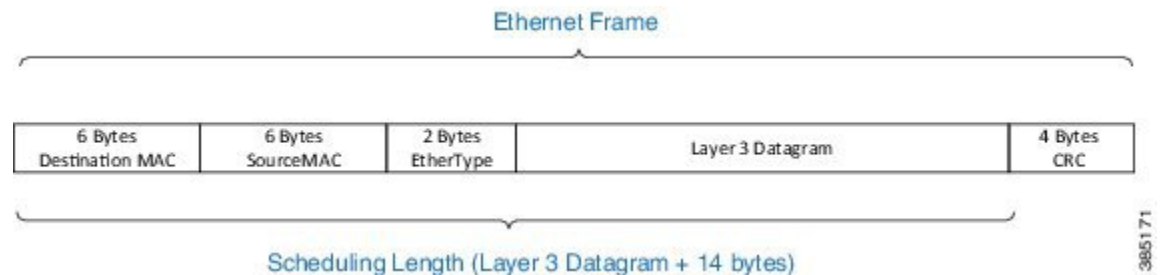 Ethernet Frame
6 Bytes
Destination MAC
6 Bytes
SourceMAC
2 Bytes
EtherType
Layer 3 Datagram
4 Bytes
CRC
Scheduling Length (Layer 3 Datagram + 14 bytes)
385171